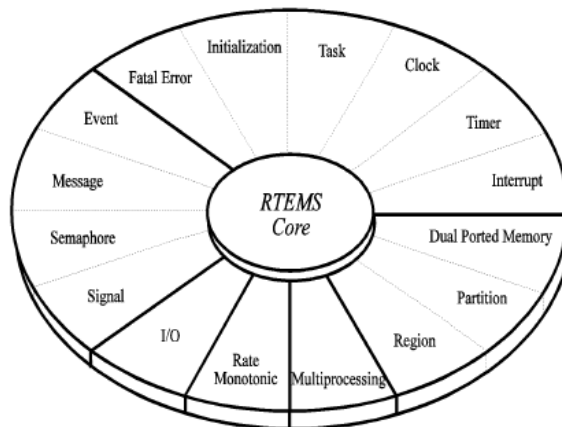 Initialization
Task
Clock
Fatal Error
Timer
Event
Interrupt
Message
RTEMS
Core
Semaphore
Dual Ported Memory
Signal
Partition
I/O
Region
Rate
Monotonic
Multiprocessing